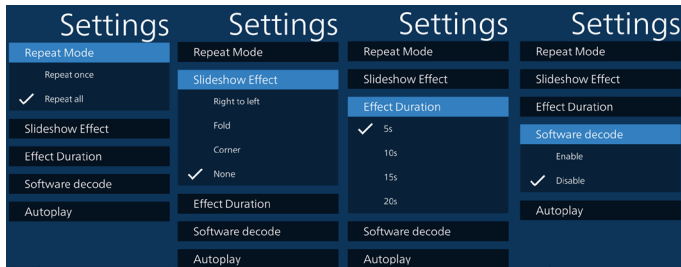 Settings
Repeat Mode
Repeat once
Repeat all
Slideshow Effect
Effect Duration
Software decode
Autoplay
Settings
Repeat Mode
Slideshow Effect
Right to left
Fold
Corner
None
Effect Duration
Software decode
Autoplay
Settings
Repeat Mode
Slideshow Effect
Effect Duration
5s
10s
15s
20s
Software decode
Autoplay
Settings
Repeat Mode
Slideshow Effect
Effect Duration
Software decode
Enable
Disable
Autoplay